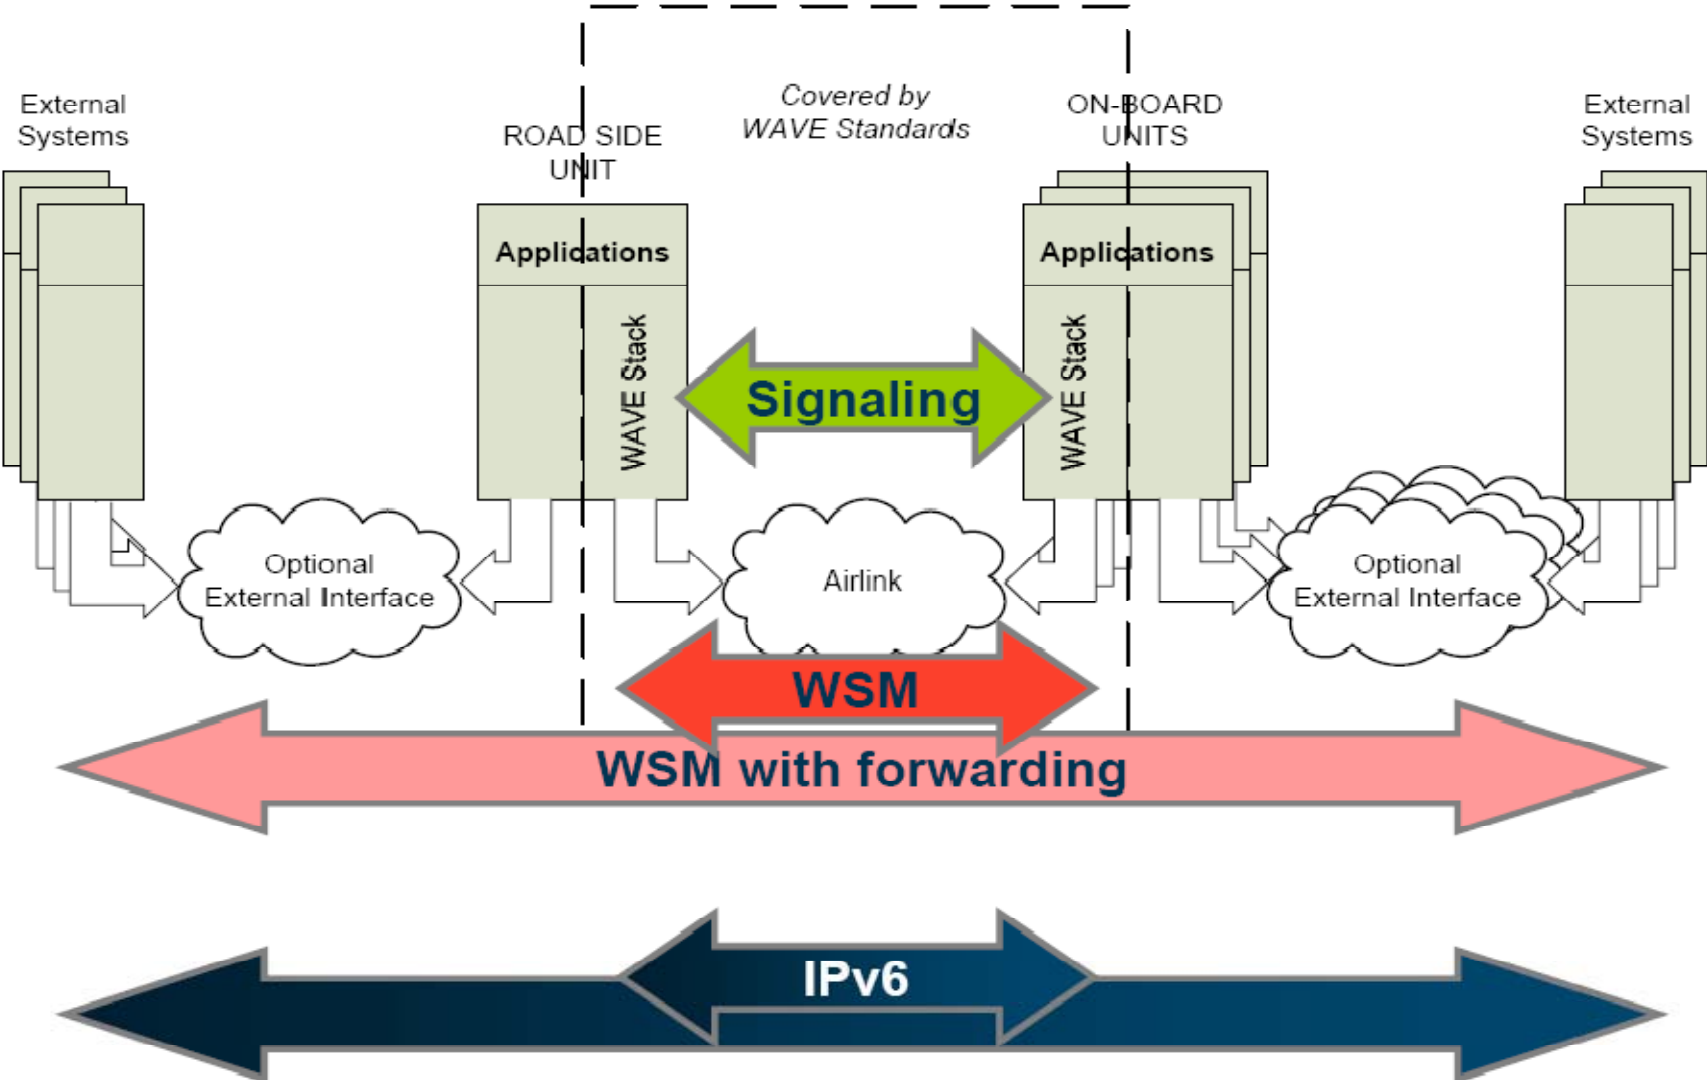 External
Systems
ROAD SIDE
UNIT
Covered by
WAVE Standards
ON-BOARD
UNITS
External
Systems
Applications
WAVE Stack
Signaling
Applications
WAVE Stack
Optional
External Interface
Airlink
Optional
External Interface
WSM
WSM with forwarding
IPv6